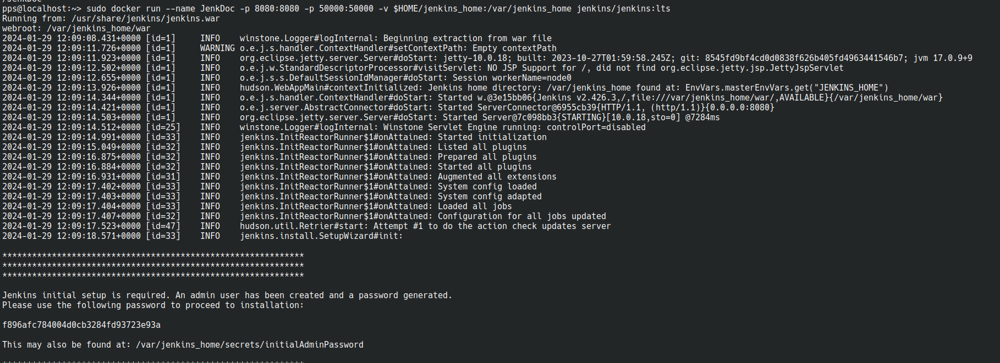 /JenkDoc
pps@localhost:~> sudo docker run --name JenkDoc -p 8080:8080 -p 50000:50000 -v $HOME/jenkins_home:/var/jenkins_home jenkins/jenkins:lts
Running from: /usr/share/jenkins/jenkins.war
webroot: /var/jenkins_home/war
2024-01-29 12:09:08.431+0000 [id=1]     INFO    winstone.Logger#logInternal: Beginning extraction from war file
2024-01-29 12:09:11.726+0000 [id=1]     WARNING o.e.j.s.handler.ContextHandler#setContextPath: Empty contextPath
2024-01-29 12:09:11.923+0000 [id=1]     INFO    org.eclipse.jetty.server.Server#doStart: jetty-10.0.18; built: 2023-10-27T01:59:58.245Z; git: 8545fd9bf4cd0d0838f626b405fd4963441546b7; jvm 17.0.9+9
2024-01-29 12:09:12.502+0000 [id=1]     INFO    o.e.j.w.StandardDescriptorProcessor#visitServlet: NO JSP Support for /, did not find org.eclipse.jetty.jsp.JettyJspServlet
2024-01-29 12:09:12.655+0000 [id=1]     INFO    o.e.j.s.s.DefaultSessionIdManager#doStart: Session workerName=node0
2024-01-29 12:09:13.926+0000 [id=1]     INFO    hudson.WebAppMain#contextInitialized: Jenkins home directory: /var/jenkins_home found at: EnvVars.masterEnvVars.get("JENKINS_HOME")
2024-01-29 12:09:14.344+0000 [id=1]     INFO    o.e.j.s.handler.ContextHandler#doStart: Started w.@3e15bb06{Jenkins v2.426.3,/,file:///var/jenkins_home/war/,AVAILABLE}{/var/jenkins_home/war}
2024-01-29 12:09:14.421+0000 [id=1]     INFO    o.e.j.server.AbstractConnector#doStart: Started ServerConnector@6955cb39{HTTP/1.1, (http/1.1)}{0.0.0.0:8080}
2024-01-29 12:09:14.503+0000 [id=1]     INFO    org.eclipse.jetty.server.Server#doStart: Started Server@7c098bb3{STARTING}[10.0.18,sto=0] @7284ms
2024-01-29 12:09:14.512+0000 [id=25]    INFO    winstone.Logger#logInternal: Winstone Servlet Engine running: controlPort=disabled
2024-01-29 12:09:14.991+0000 [id=33]    INFO    jenkins.InitReactorRunner$1#onAttained: Started initialization
2024-01-29 12:09:15.049+0000 [id=32]    INFO    jenkins.InitReactorRunner$1#onAttained: Listed all plugins
2024-01-29 12:09:16.875+0000 [id=32]    INFO    jenkins.InitReactorRunner$1#onAttained: Prepared all plugins
2024-01-29 12:09:16.884+0000 [id=32]    INFO    jenkins.InitReactorRunner$1#onAttained: Started all plugins
2024-01-29 12:09:16.931+0000 [id=31]    INFO    jenkins.InitReactorRunner$1#onAttained: Augmented all extensions
2024-01-29 12:09:17.402+0000 [id=33]    INFO    jenkins.InitReactorRunner$1#onAttained: System config loaded
2024-01-29 12:09:17.403+0000 [id=33]    INFO    jenkins.InitReactorRunner$1#onAttained: System config adapted
2024-01-29 12:09:17.404+0000 [id=33]    INFO    jenkins.InitReactorRunner$1#onAttained: Loaded all jobs
2024-01-29 12:09:17.407+0000 [id=32]    INFO    jenkins.InitReactorRunner$1#onAttained: Configuration for all jobs updated
2024-01-29 12:09:17.523+0000 [id=47]    INFO    hudson.util.Retrier#start: Attempt #1 to do the action check updates server
2024-01-29 12:09:18.571+0000 [id=33]    INFO    jenkins.install.SetupWizard#init:
*************************************************************
*************************************************************
*************************************************************
Jenkins initial setup is required. An admin user has been created and a password generated.
Please use the following password to proceed to installation:
f896afc784004d0cb3284fd93723e93a
This may also be found at: /var/jenkins_home/secrets/initialAdminPassword
*************************************************************